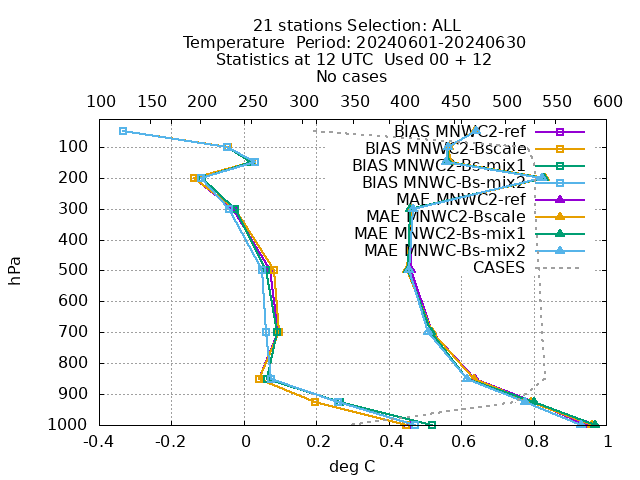 21 stations Selection: ALL
Temperature  Period: 20240601-20240630
Statistics at 12 UTC  Used 00 + 12
No cases
100 150 200 250 300 350 400 450 500 550 600
BIAS MNWC2-ref
BIAS MNWC2-Bscale
BIAS MNWC2-Bs-mix1
BIAS MNWC-Bs-mix2
MAE MNWC2-ref
MAE MNWC2-Bscale
MAE MNWC2-Bs-mix1
MAE MNWC-Bs-mix2
CASES
hPa
100
200
300
400
500
600
700
800
900
1000
-0.4 -0.2 0 0.2 0.4 0.6 0.8 1
deg C